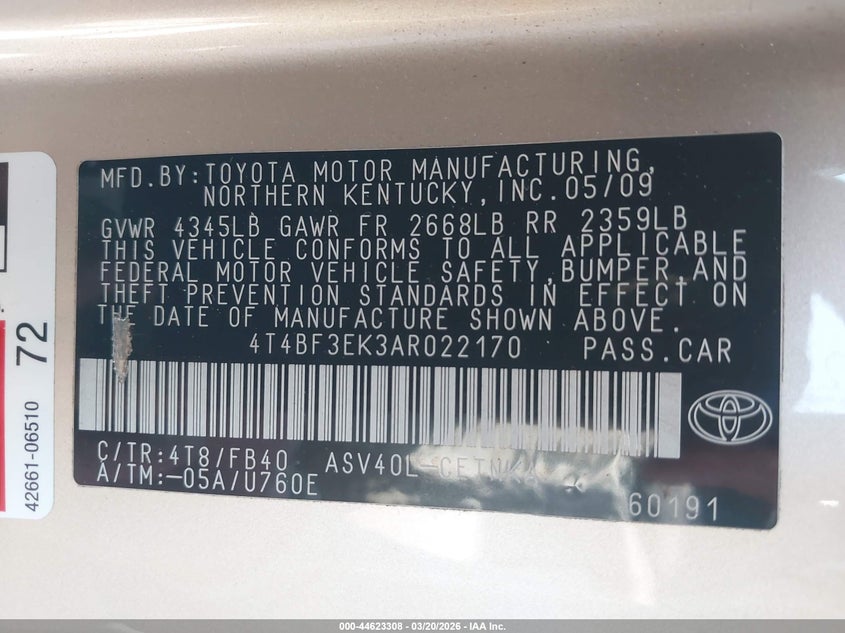 MFD.BY:TOYOTA MOTOR MANUFACTURING,
NORTHERN KENTUCKY,INC.05/09
GVWR 4345LB GAWR FR 2668LB RR 2359LB
THIS VEHICLE CONFORMS TO ALL APPLICABLE
FEDERAL MOTOR VEHICLE SAFETY,BUMPER,AND
THEFT PREVENTION STANDARDS IN EFFECT ON
THE DATE OF MANUFACTURE SHOWN ABOVE.
4T4BF3EK3AR022170 PASS.CAR
C/TR:4T8/FB40
A/TM:—05A/U760E
60191
72
42661-06510
000-44623308 - 03/20/2026 - IAA Inc.